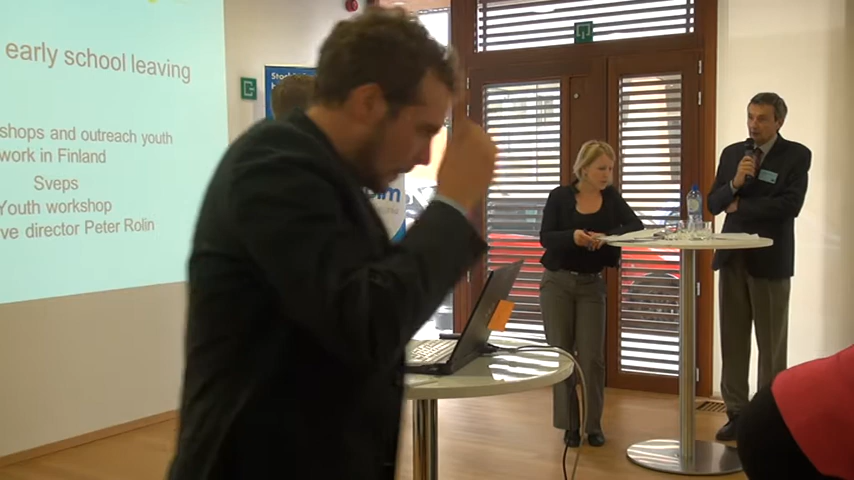 early school leaving
shops and outreach youth
work in Finland
Sveps
YOUTH workshop
ve director Peter Rolin